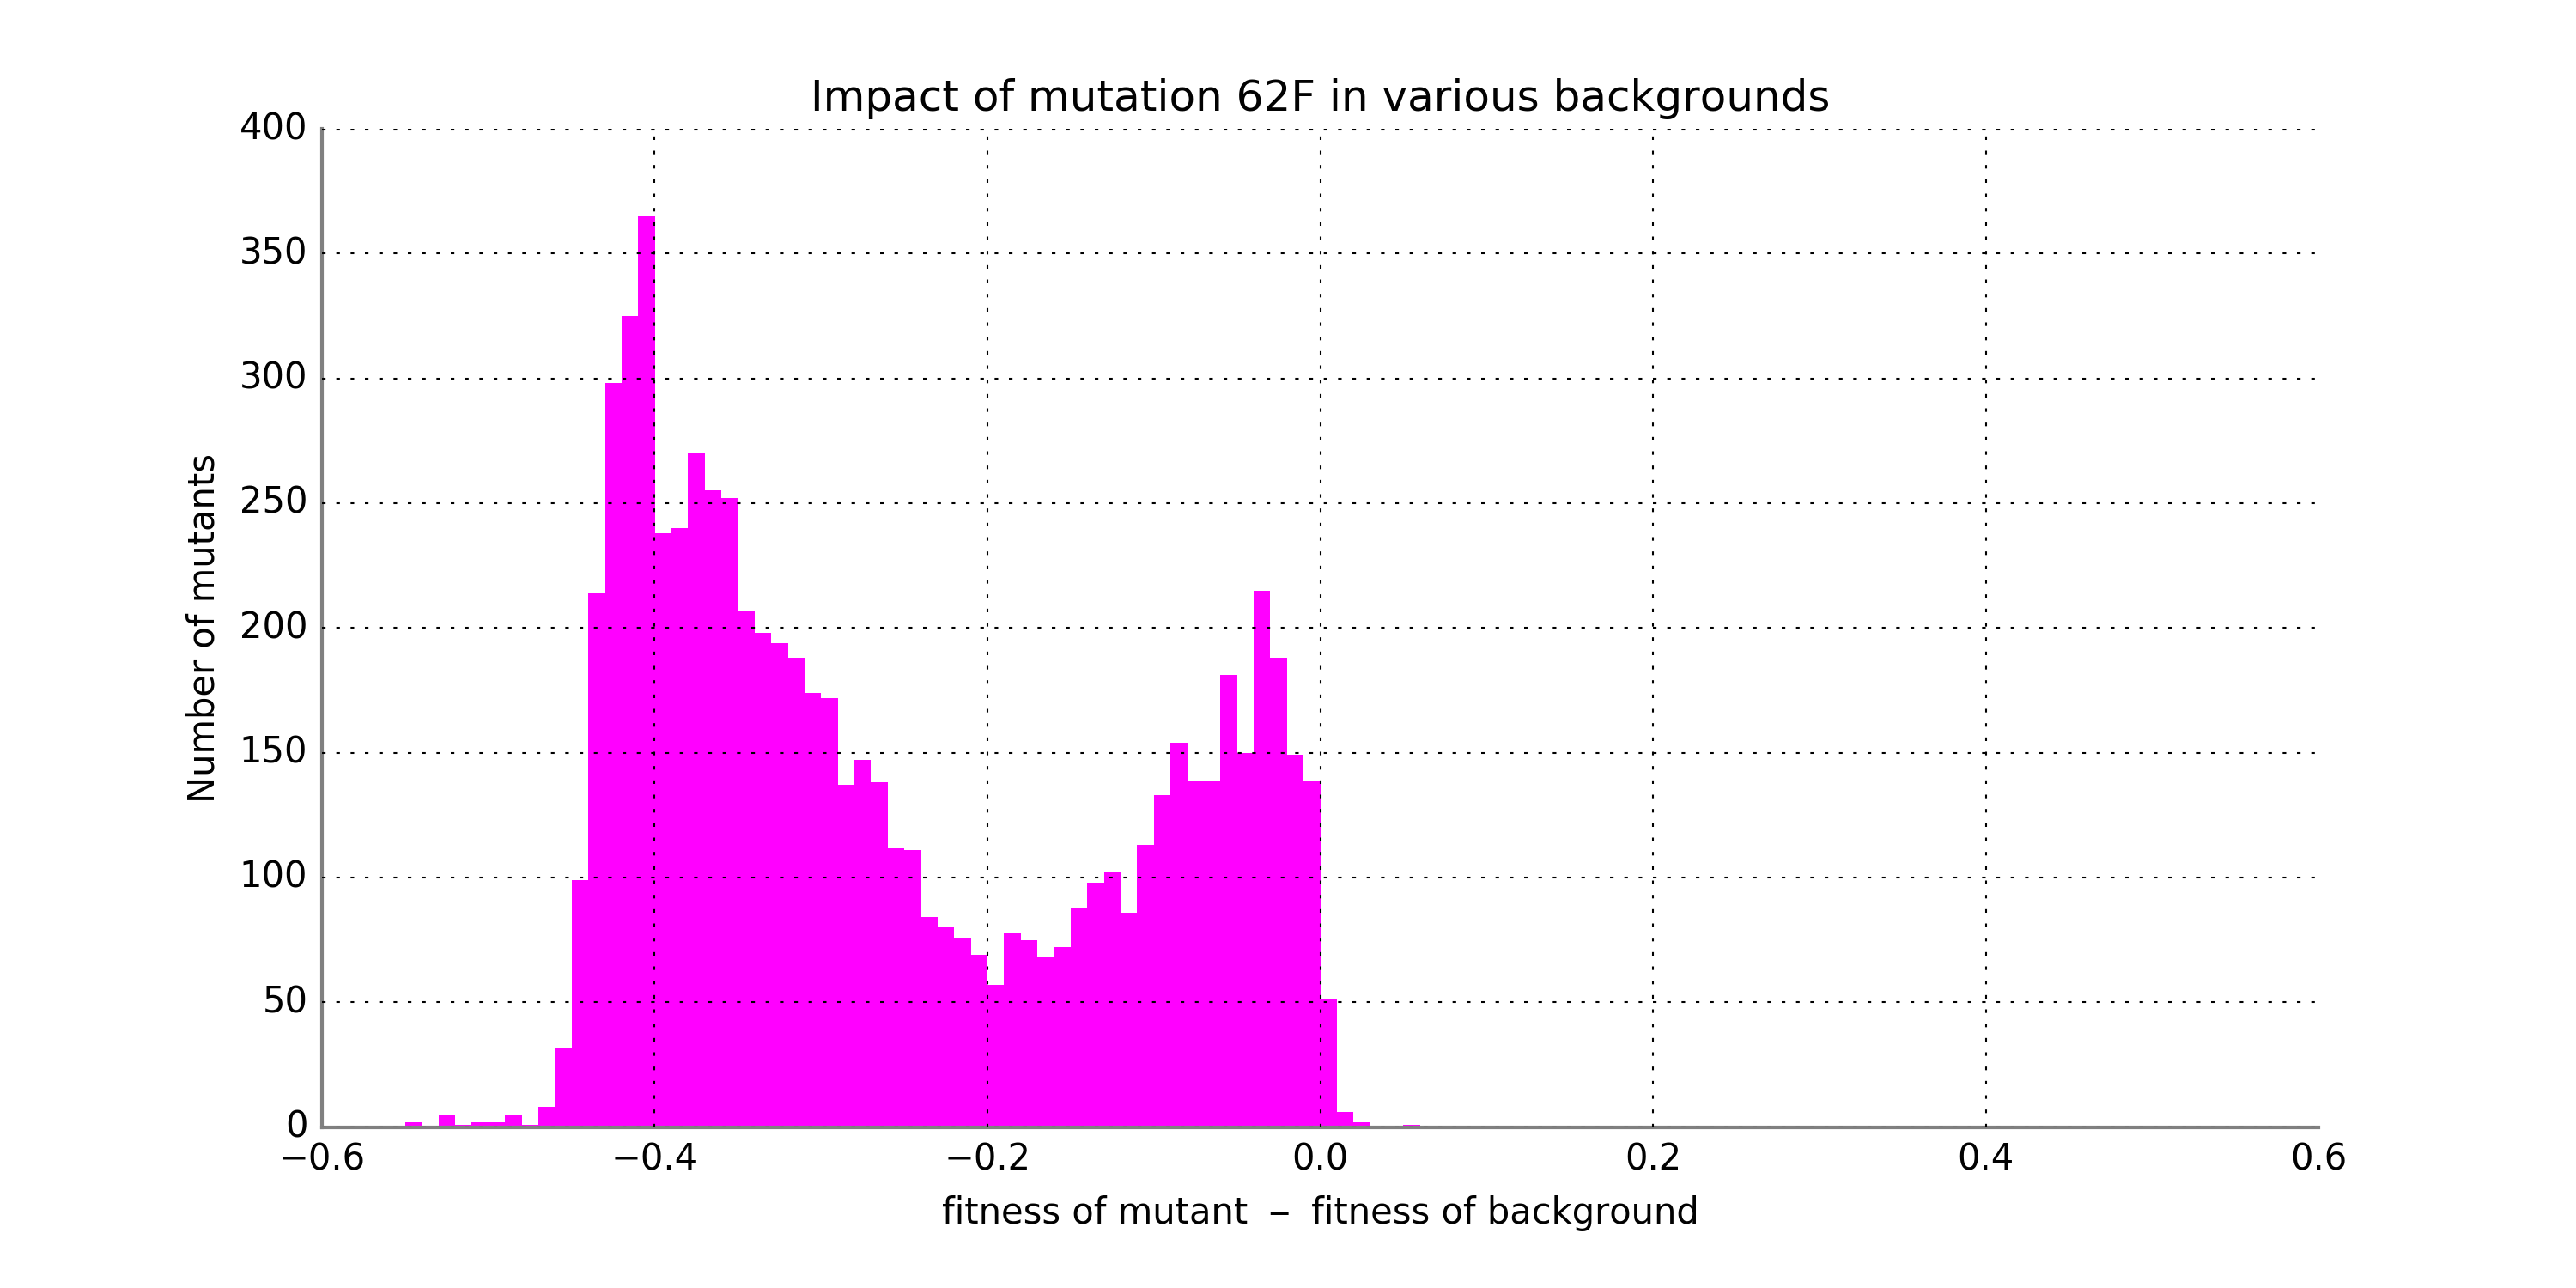 Impact of mutation 62F in various backgrounds
400
350
300
250
200
150
100
50
0
Number of mutants
−0.6 −0.4 −0.2 0.0 0.2 0.4 0.6
fitness of mutant − fitness of background